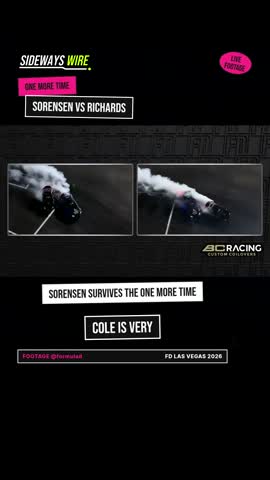 SIDEWAYS WIRE.
LIVE
FOOTAGE
ONE MORE TIME
SORENSEN VS RICHARDS
BC RACING
CUSTOM COILOVERS
SORENSEN SURVIVES THE ONE MORE TIME
COLE IS VERY
FOOTAGE @formulad
FD LAS VEGAS 2026